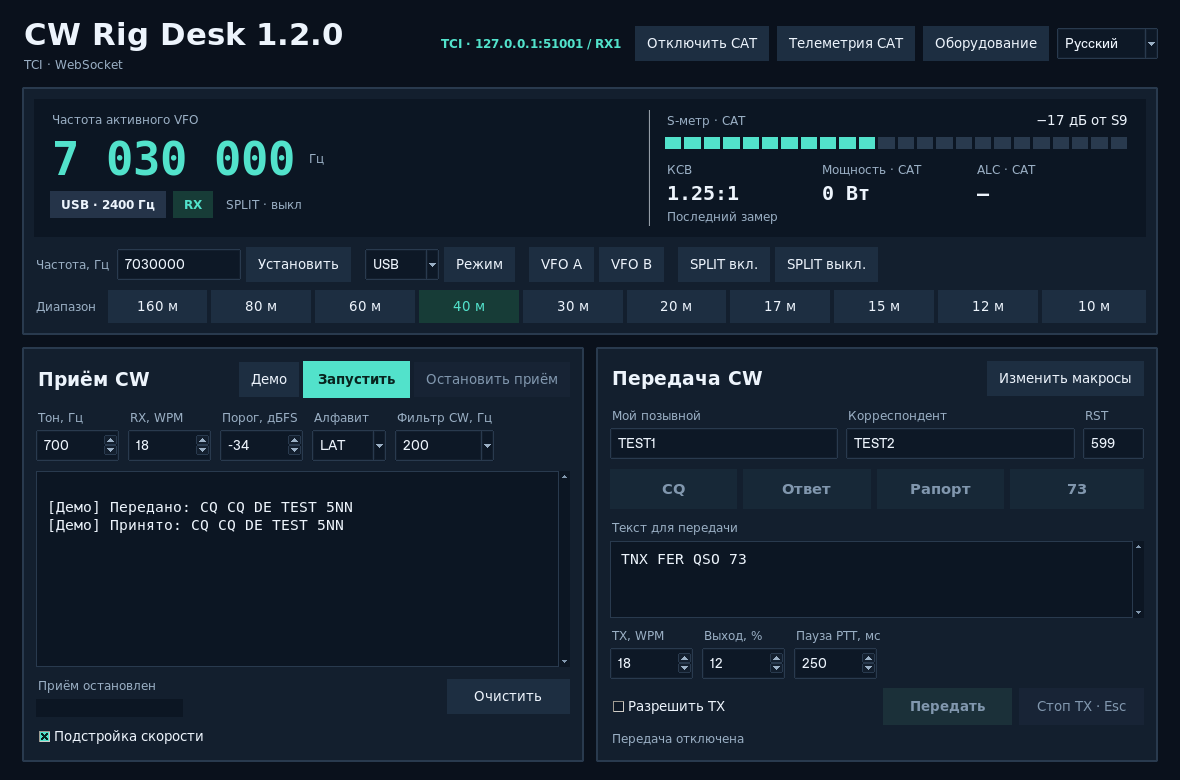 CW Rig Desk 1.2.0
TCI · WebSocket
TCI · 127.0.0.1:51001 / RX1
Отключить CAT
Телеметрия CAT
Оборудование
Русский
Частота активного VFO
7 030 000 Гц
USB · 2400 Гц
RX
SPLIT · выкл
S-метр · CAT
−17 дБ от S9
КСВ
Мощность · CAT
ALC · CAT
1.25:1
0 Вт
—
Последний замер
Частота, Гц
7030000
Установить
USB
Режим
VFO A
VFO B
SPLIT вкл.
SPLIT выкл.
Диапазон
160 м
80 м
60 м
40 м
30 м
20 м
17 м
15 м
12 м
10 м
Приём CW
Демо
Запустить
Остановить приём
Тон, Гц
RX, WPM
Порог, дБFS
Алфавит
Фильтр CW, Гц
700
18
-34
LAT
200
[Демо] Передано: CQ CQ DE TEST 5NN
[Демо] Принято: CQ CQ DE TEST 5NN
Приём остановлен
Очистить
Подстройка скорости
Передача CW
Изменить макросы
Мой позывной
Корреспондент
RST
TEST1
TEST2
599
CQ
Ответ
Рапорт
73
Текст для передачи
TNX FER QSO 73
TX, WPM
Выход, %
Пауза PTT, мс
18
12
250
Разрешить TX
Передать
Стоп TX · Esc
Передача отключена